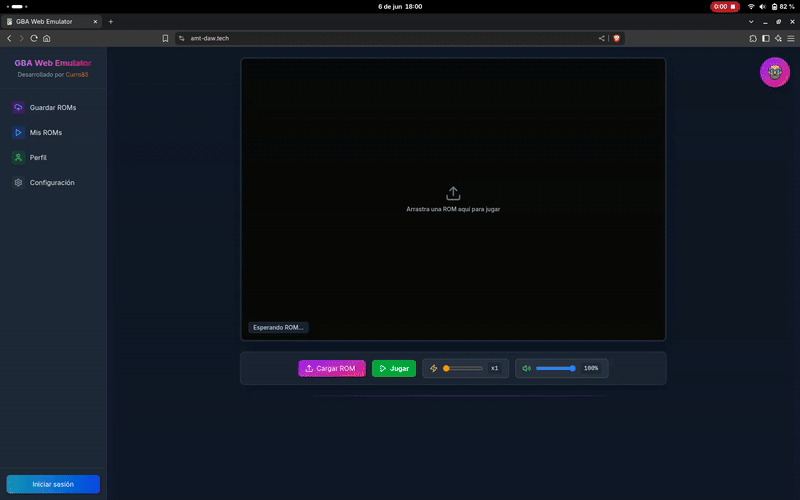 6 de jun 18:00
0:00
82 %
GBA Web Emulator
amt-daw.tech
GBA Web Emulator
Desarrollado por Curro83
Guardar ROMs
Mis ROMs
Perfil
Configuración
Arrastra una ROM aquí para jugar
Esperando ROM...
Cargar ROM
Jugar
x1
100%
Iniciar sesión